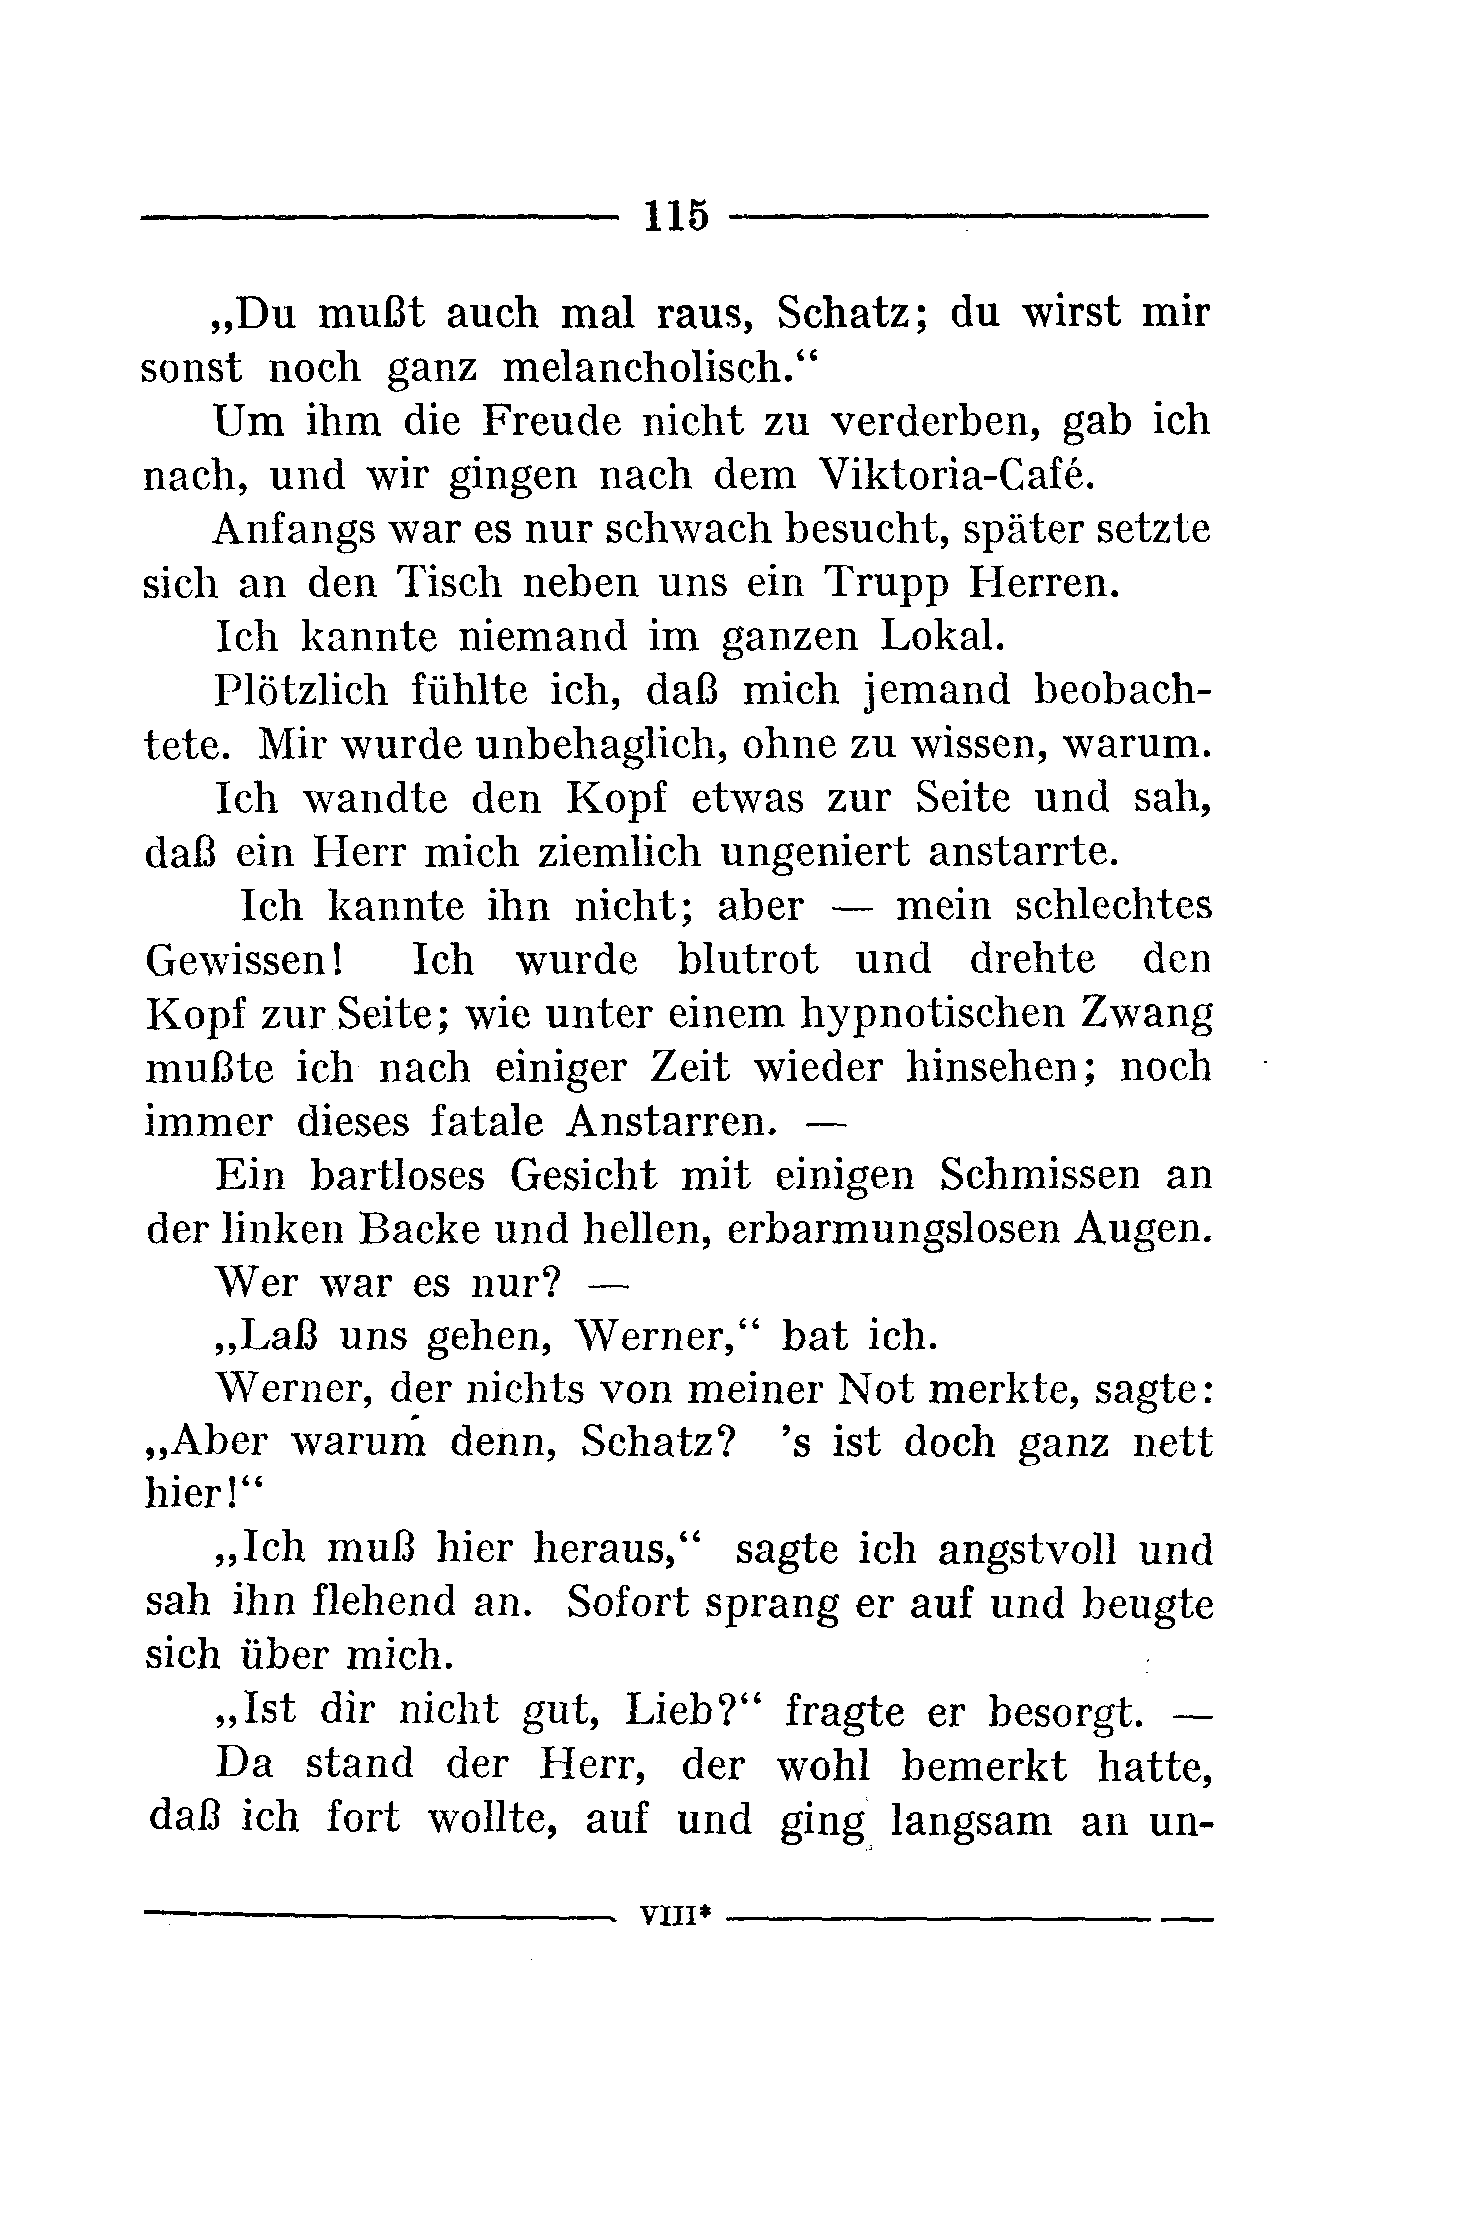 115
„Du mußt auch mal raus, Schatz; du wirst mir
sonst noch ganz melancholisch.“
Um ihm die Freude nicht zu verderben, gab ich
nach, und wir gingen nach dem Viktoria-Café.
Anfangs war es nur schwach besucht, später setzte
sich an den Tisch neben uns ein Trupp Herren.
Ich kannte niemand im ganzen Lokal.
Plötzlich fühlte ich, daß mich jemand beobach-
tete. Mir wurde unbehaglich, ohne zu wissen, warum.
Ich wandte den Kopf etwas zur Seite und sah,
daß ein Herr mich ziemlich ungeniert anstarrte.
Ich kannte ihn nicht; aber — mein schlechtes
Gewissen! Ich wurde blutrot und drehte den
Kopf zur Seite; wie unter einem hypnotischen Zwang
mußte ich nach einiger Zeit wieder hinsehen; noch
immer dieses fatale Anstarren. —
Ein bartloses Gesicht mit einigen Schmissen an
der linken Backe und hellen, erbarmungslosen Augen.
Wer war es nur? —
„Laß uns gehen, Werner,“ bat ich.
Werner, der nichts von meiner Not merkte, sagte:
„Aber warum denn, Schatz? ’s ist doch ganz nett
hier!“
„Ich muß hier heraus,“ sagte ich angstvoll und
sah ihn flehend an. Sofort sprang er auf und beugte
sich über mich.
„Ist dir nicht gut, Lieb?“ fragte er besorgt. —
Da stand der Herr, der wohl bemerkt hatte,
daß ich fort wollte, auf und ging langsam an un-
VIII*